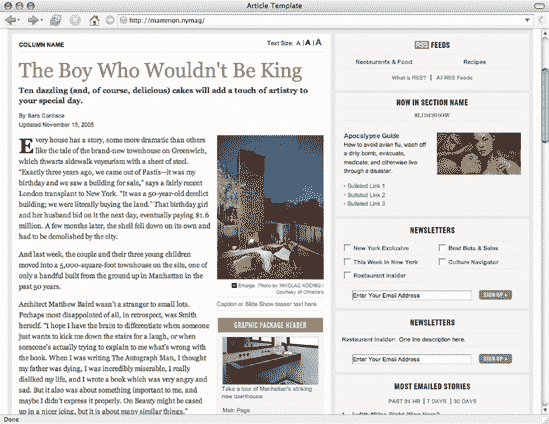 Article Template
http://mammon.nymag/
COLUMN NAME
Text Size: A | A | A
The Boy Who Wouldn't Be King
Ten dazzling (and, of course, delicious) cakes will add a touch of artistry to
your special day.
By Sara Cardace
Updated November 15, 2005
Every house has a story, some more dramatic than others
like the tale of the brand-new townhouse on Greenwich,
which thwarts sidewalk voyeurism with a sheet of steel.
"Exactly three years ago, we came out of Pastis--it was my
birthday and we saw a building for sale," says a fairly recent
London transplant to New York. "It was a 50-year-old derelict
building; we were literally buying the land." That birthday girl
and her husband bid on it the next day, eventually paying $1.6
million. A few months later, the shell fell down on its own and
had to be demolished by the city.
And last week, the couple and their three young children
moved into a 5,000-square-foot townhouse on the site, one of
only a handful built from the ground up in Manhattan in the
past 50 years.
Architect Matthew Baird wasn't a stranger to small lots.
Perhaps most disappointed of all, in retrospect, was Smith
herself. "I hope I have the brain to differentiate when someone
just wants to kick me down the stairs for a laugh, or when
someone's actually trying to explain to me what's wrong with
the book. When I was writing The Autograph Man, I thought
my father was dying, I was incredibly miserable, I really
disliked my life, and I wrote a book which was very angry and
sad. But it also was about something important to me, and
maybe I didn't express it properly. On Beauty might be cased
up in a nicer icing, but it is about many similar things."
Enlarge Photo by NIKOLAS KOENIG /
Courtesy of Christie's
Caption or Slide Show teaser text here
GRAPHIC PACKAGE HEADER
Take a tour of Manhattan's striking
new townhouse.
Main Page
RSS FEEDS
Restaurants & Food
Recipes
What is RSS? | All RSS Feeds
NOW IN SECTION NAME
SLIDESHOW
Apocalypse Guide
How to avoid avian flu, wash off
a dirty bomb, evacuate,
medicate, and otherwise live
through a disaster.
Bulleted Link 1
Bulleted Link 2
Bulleted Link 3
NEWSLETTERS
New York Exclusive
Best Bets & Sales
This Week in New York
Culture Navigator
Restaurant Insider
Enter Your Email Address
SIGN UP
NEWSLETTERS
Restaurant Insider: One line description here.
Enter Your Email Address
SIGN UP
MOST EMAILED STORIES
PAST 24 HR | 7 DAYS | 30 DAYS
Done